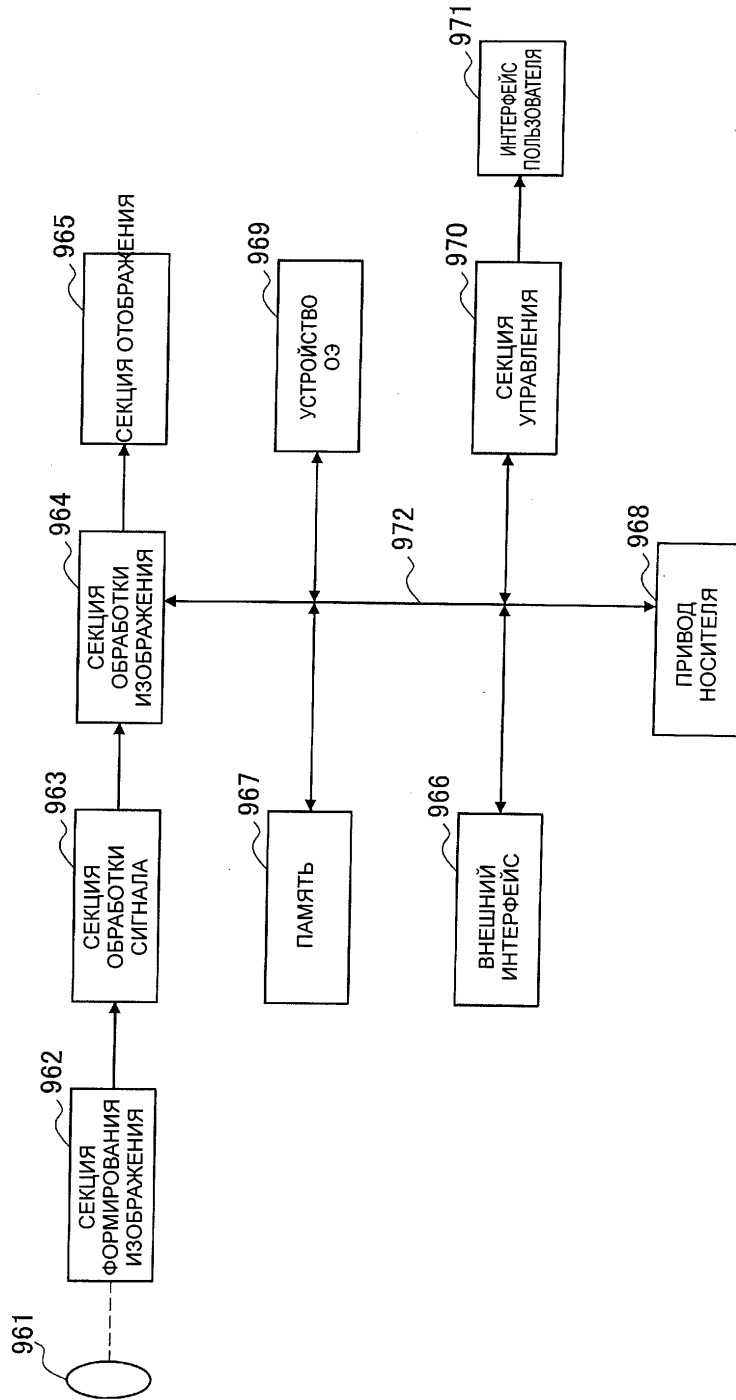 961
962
СЕКЦИЯ
ФОРМИРОВАНИЯ
ИЗОБРАЖЕНИЯ
963
СЕКЦИЯ
ОБРАБОТКИ
СИГНАЛА
964
СЕКЦИЯ
ОБРАБОТКИ
ИЗОБРАЖЕНИЯ
965
СЕКЦИЯ ОТОБРАЖЕНИЯ
967
ПАМЯТЬ
969
УСТРОЙСТВО
ОЭ
972
966
ВНЕШНИЙ
ИНТЕРФЕЙС
970
СЕКЦИЯ
УПРАВЛЕНИЯ
971
ИНТЕРФЕЙС
ПОЛЬЗОВАТЕЛЯ
968
ПРИВОД
НОСИТЕЛЯ